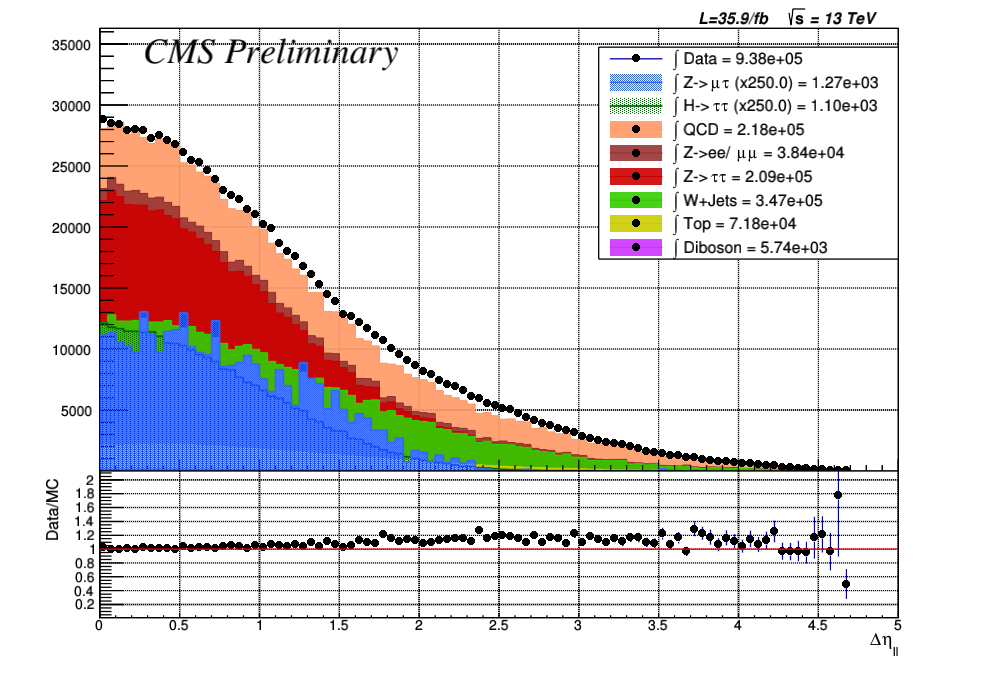 L=35.9/fb √s = 13 TeV
CMS Preliminary
35000
30000
25000
20000
15000
10000
5000
∫ Data = 9.38e+05
∫ Z->μτ (x250.0) = 1.27e+03
∫ H->ττ (x250.0) = 1.10e+03
∫ QCD = 2.18e+05
∫ Z->ee/ μμ = 3.84e+04
∫ Z->ττ = 2.09e+05
∫ W+Jets = 3.47e+05
∫ Top = 7.18e+04
∫ Diboson = 5.74e+03
Data/MC
2
1.8
1.6
1.4
1.2
1
0.8
0.6
0.4
0.2
0 0.5 1 1.5 2 2.5 3 3.5 4 4.5 5
Δη_ll